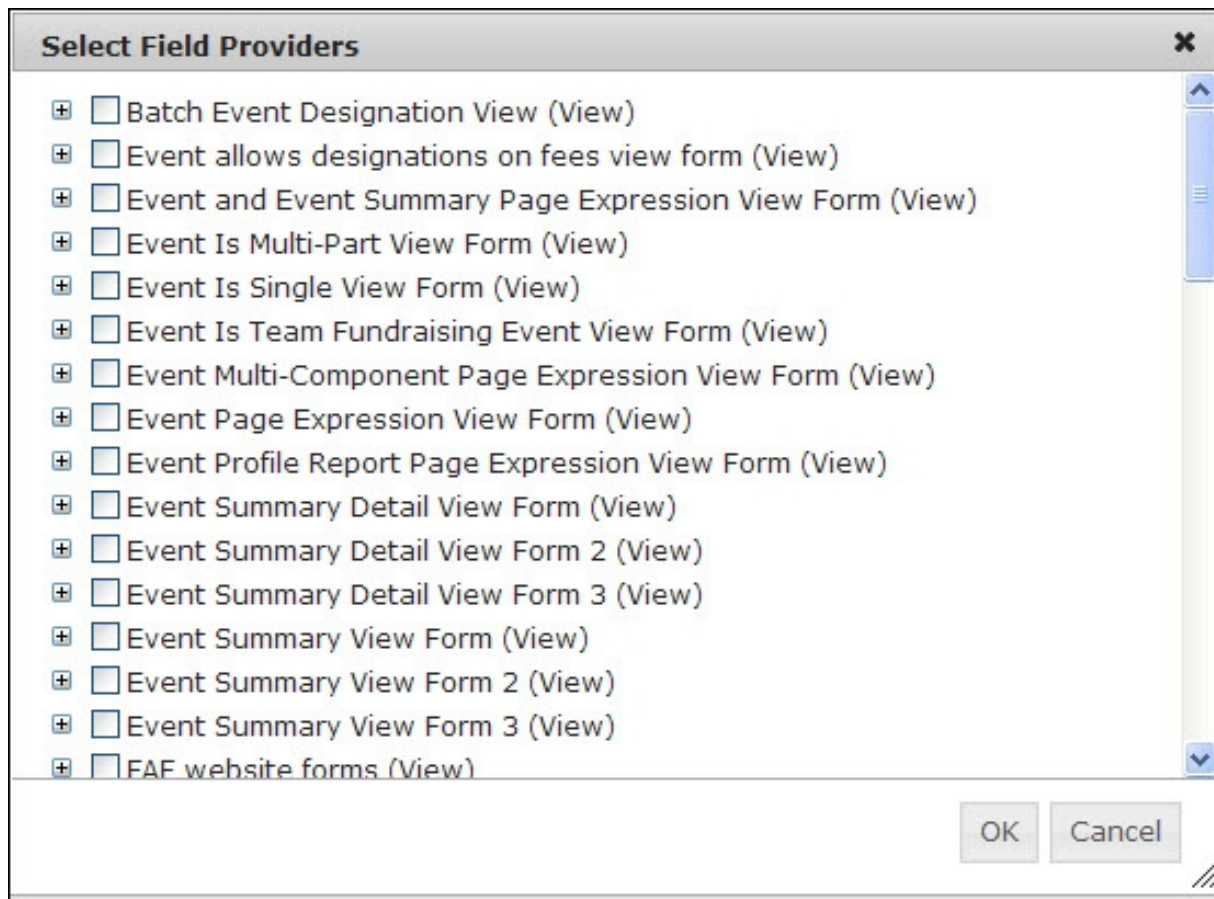 Select Field Providers
Batch Event Designation View (View)
Event allows designations on fees view form (View)
Event and Event Summary Page Expression View Form (View)
Event Is Multi-Part View Form (View)
Event Is Single View Form (View)
Event Is Team Fundraising Event View Form (View)
Event Multi-Component Page Expression View Form (View)
Event Page Expression View Form (View)
Event Profile Report Page Expression View Form (View)
Event Summary Detail View Form (View)
Event Summary Detail View Form 2 (View)
Event Summary Detail View Form 3 (View)
Event Summary View Form (View)
Event Summary View Form 2 (View)
Event Summary View Form 3 (View)
FAF website forms (View)
OK Cancel